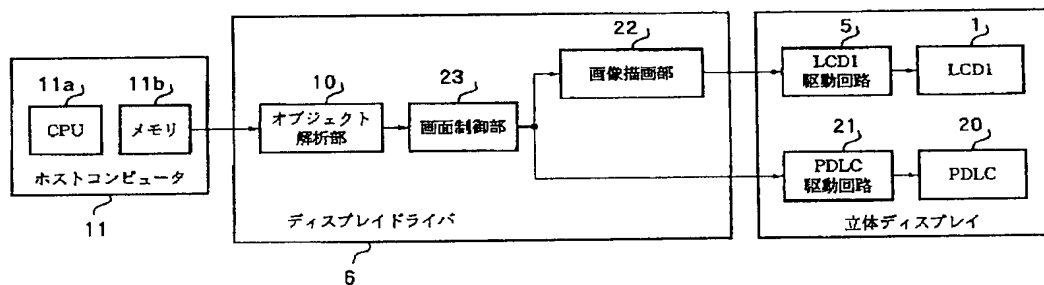 11a
11b
CPU
メモリ
ホストコンピュータ
11
10
オブジェクト
解析部
23
画面制御部
22
画像描画部
ディスプレイドライバ
6
5
LCD1
駆動回路
1
LCD1
21
PDLC
駆動回路
20
PDLC
立体ディスプレイ